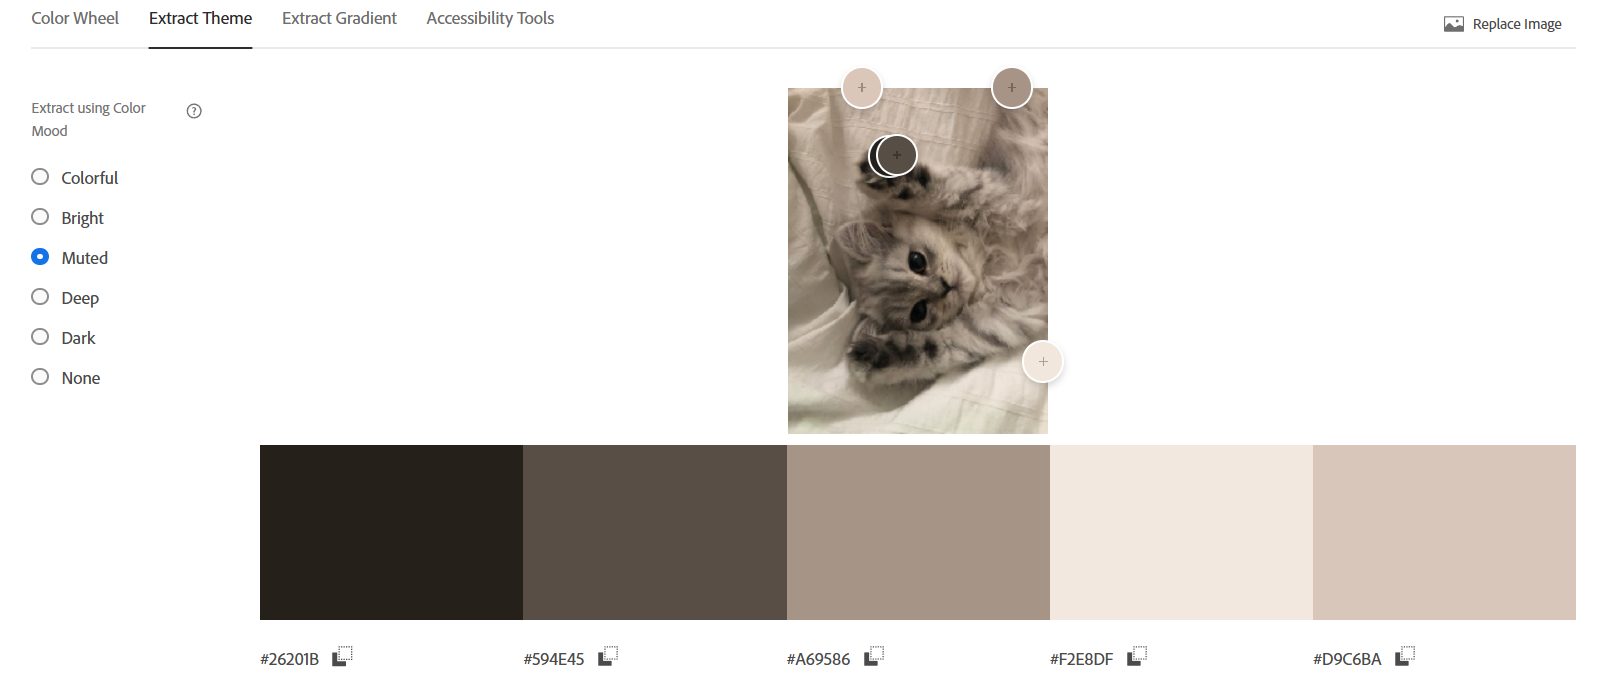 Color Wheel
Extract Theme
Extract Gradient
Accessibility Tools
Replace Image
Extract using Color
Mood
?
Colorful
Bright
Muted
Deep
Dark
None
#26201B
#594E45
#A69586
#F2E8DF
#D9C6BA